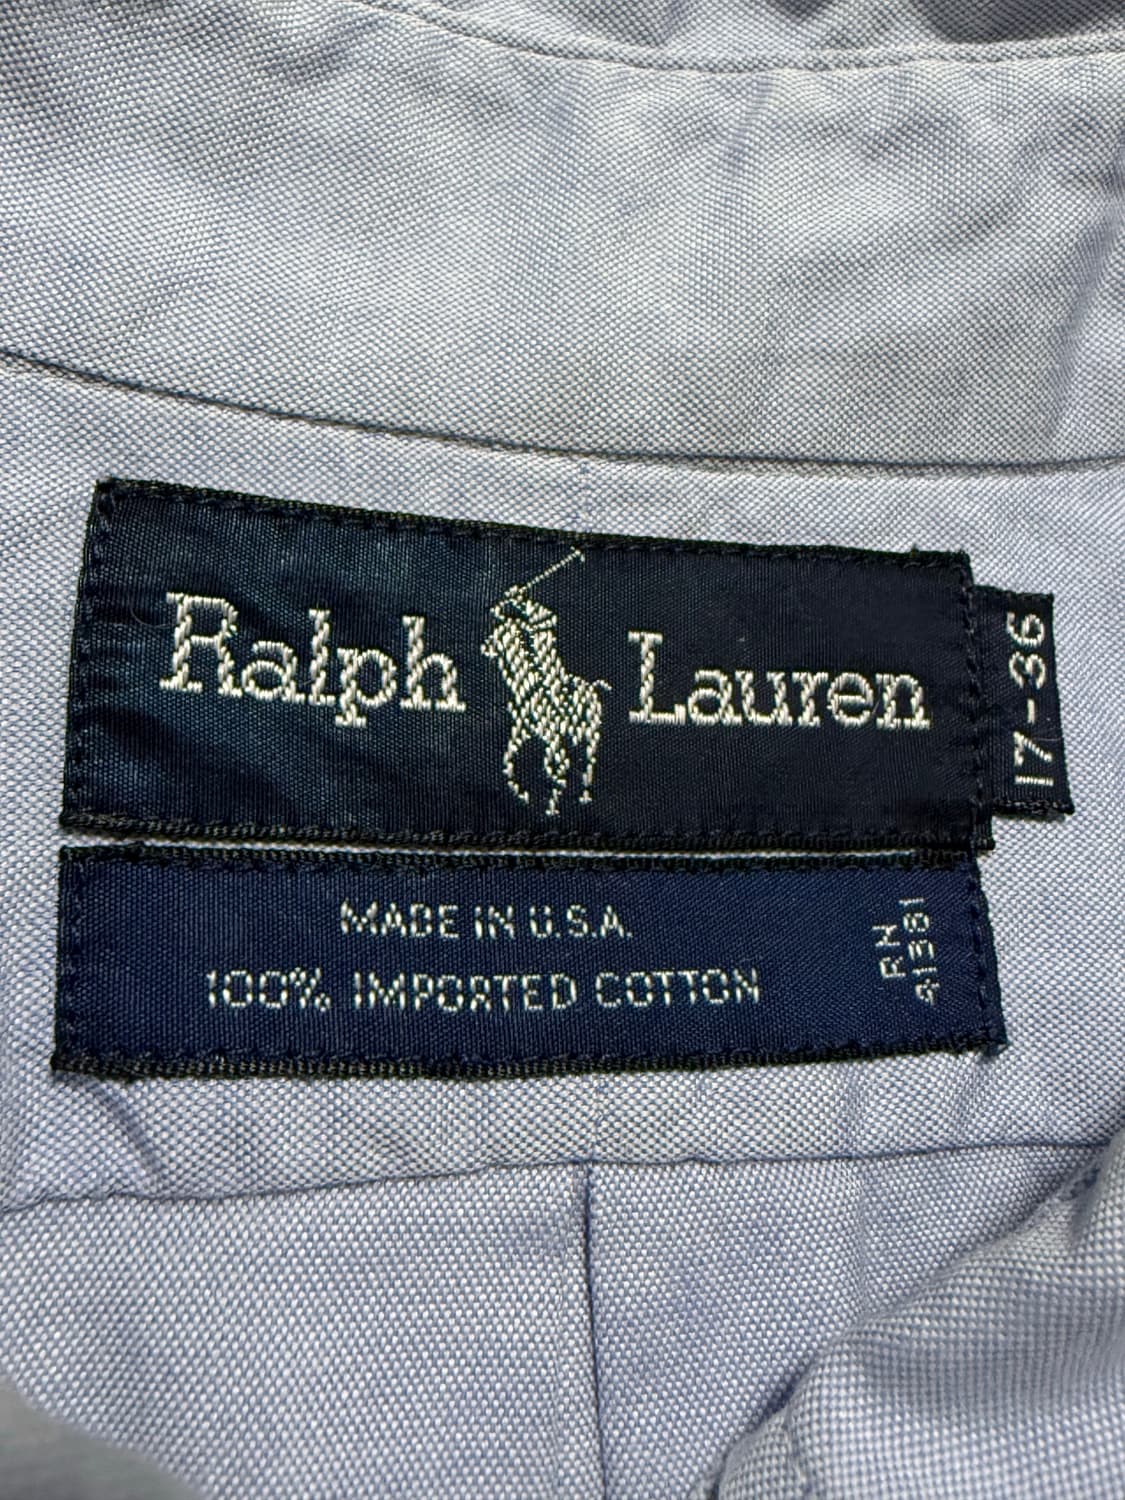 Ralph Lauren
17-36
MADE IN U.S.A.
100% IMPORTED COTTON
RN
41381